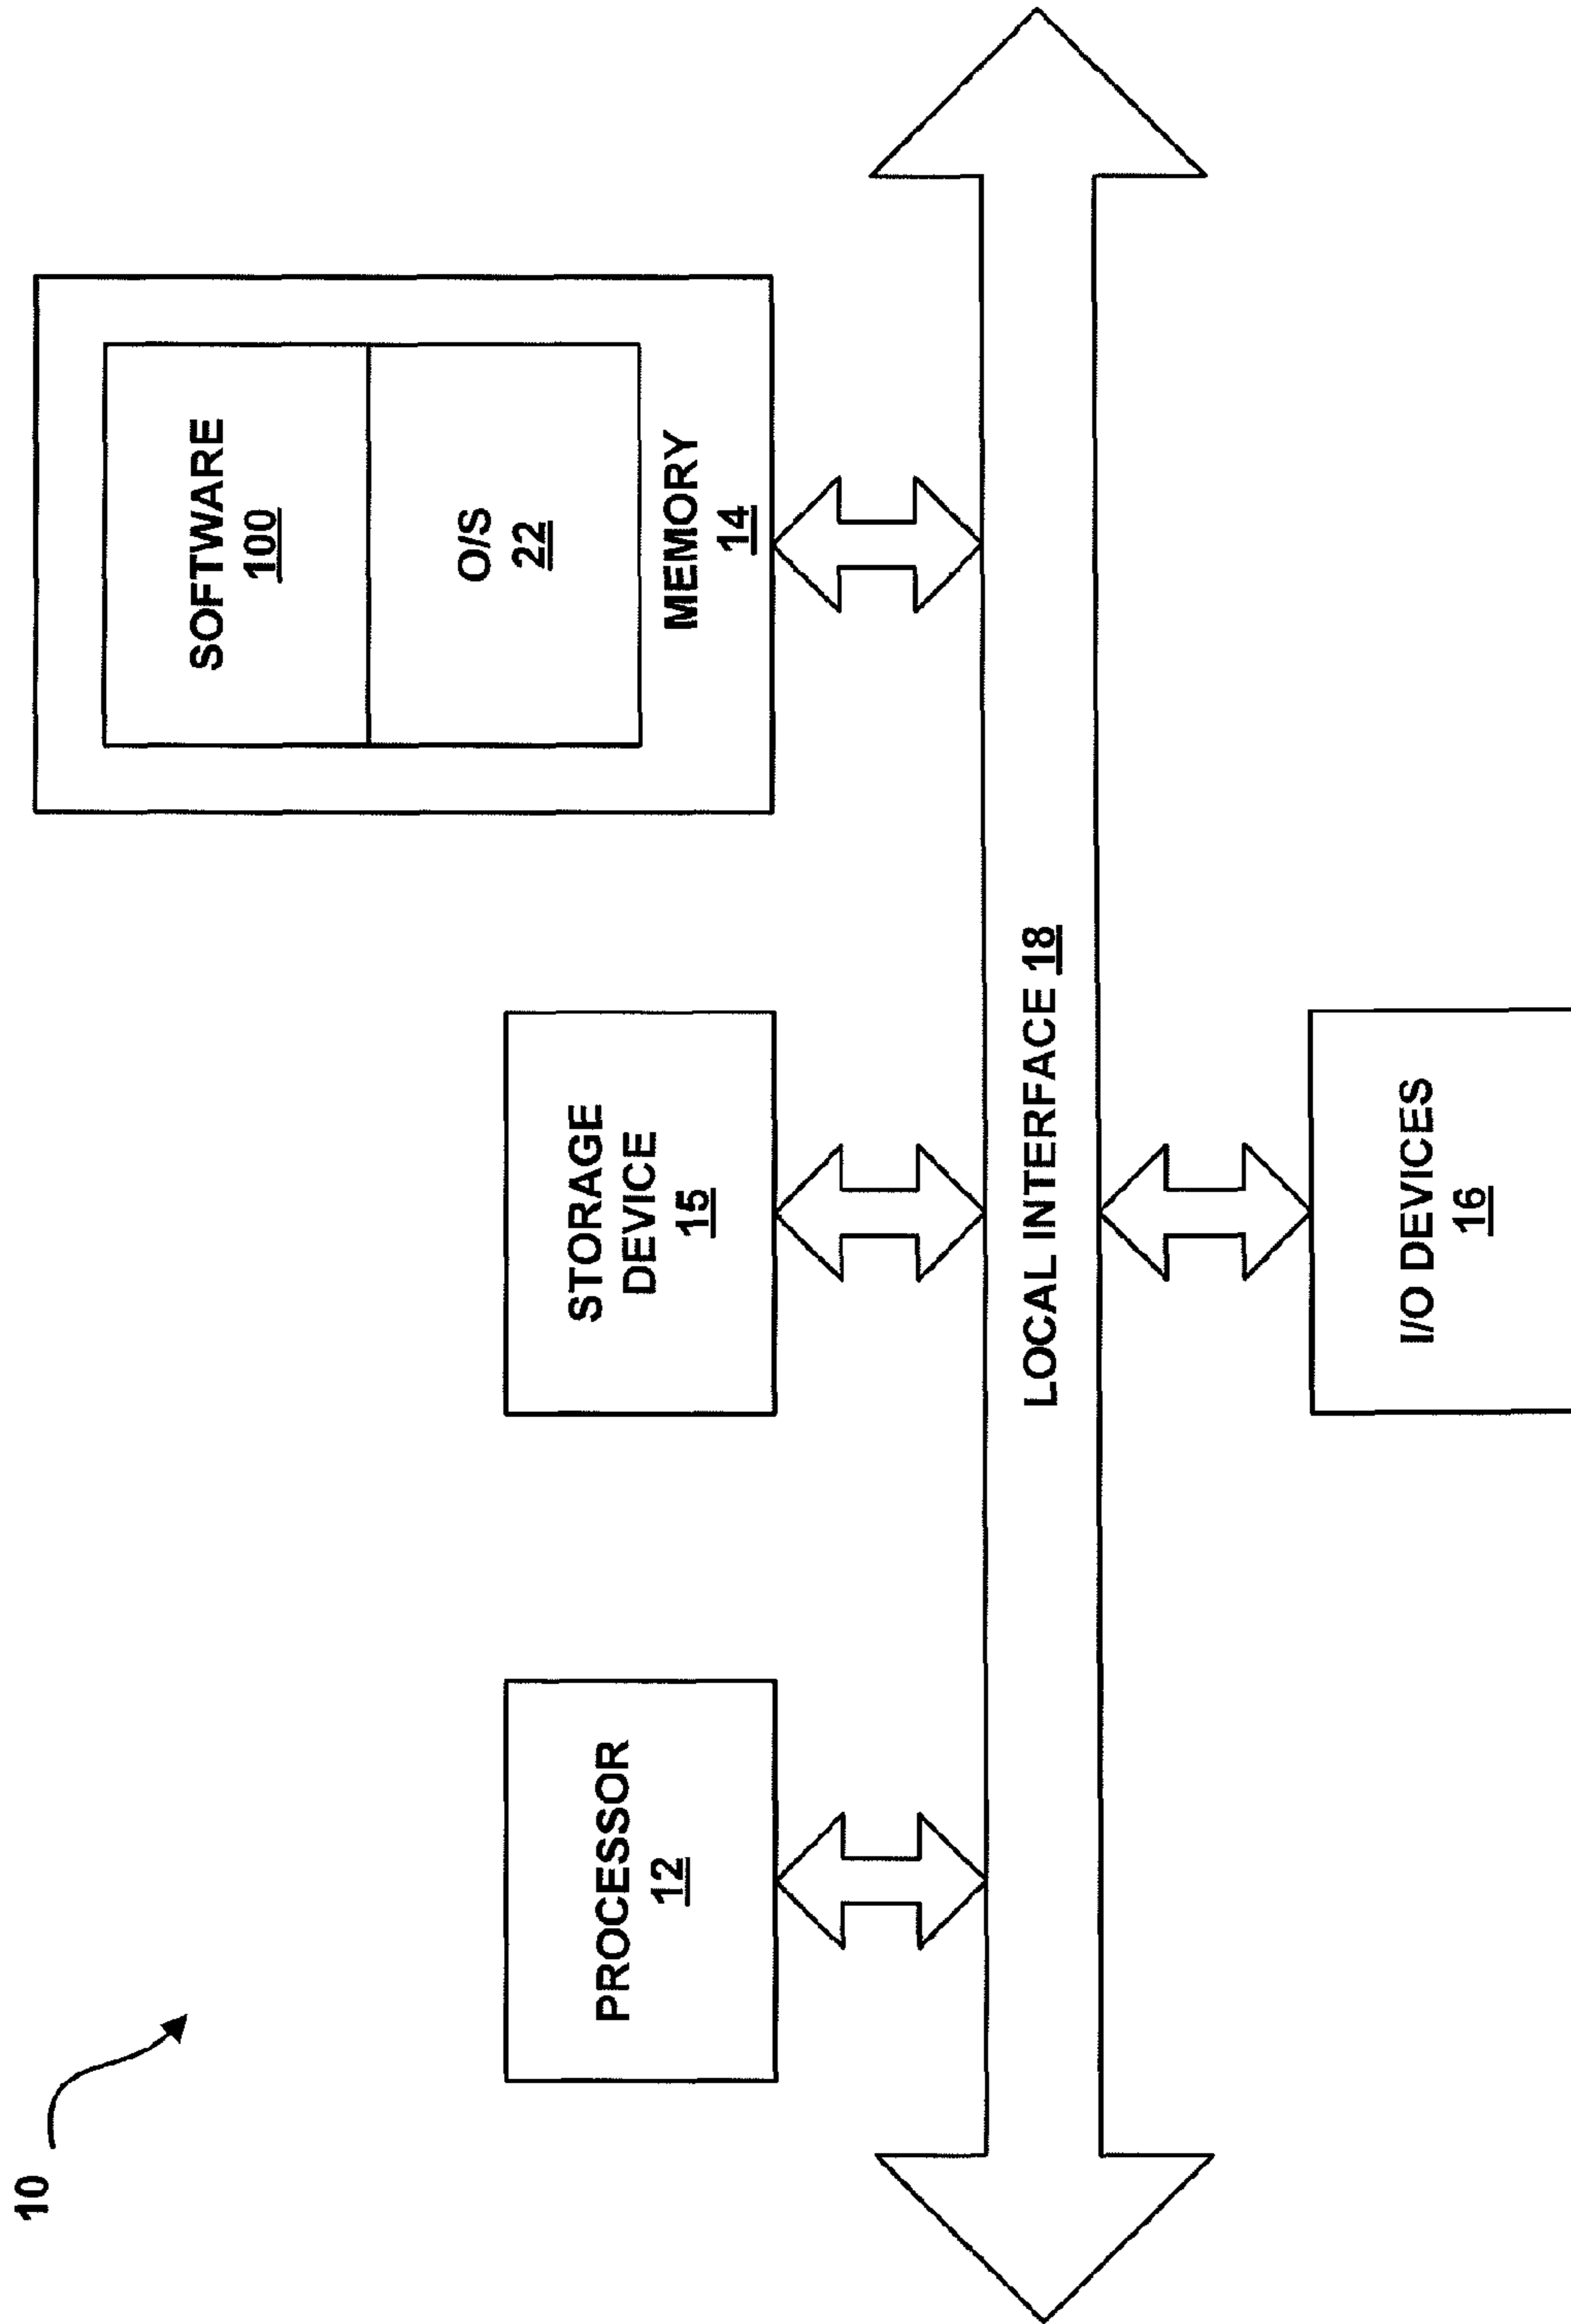 10
PROCESSOR
12
STORAGE
DEVICE
15
SOFTWARE
100
O/S
22
MEMORY
14
LOCAL INTERFACE 18
I/O DEVICES
16